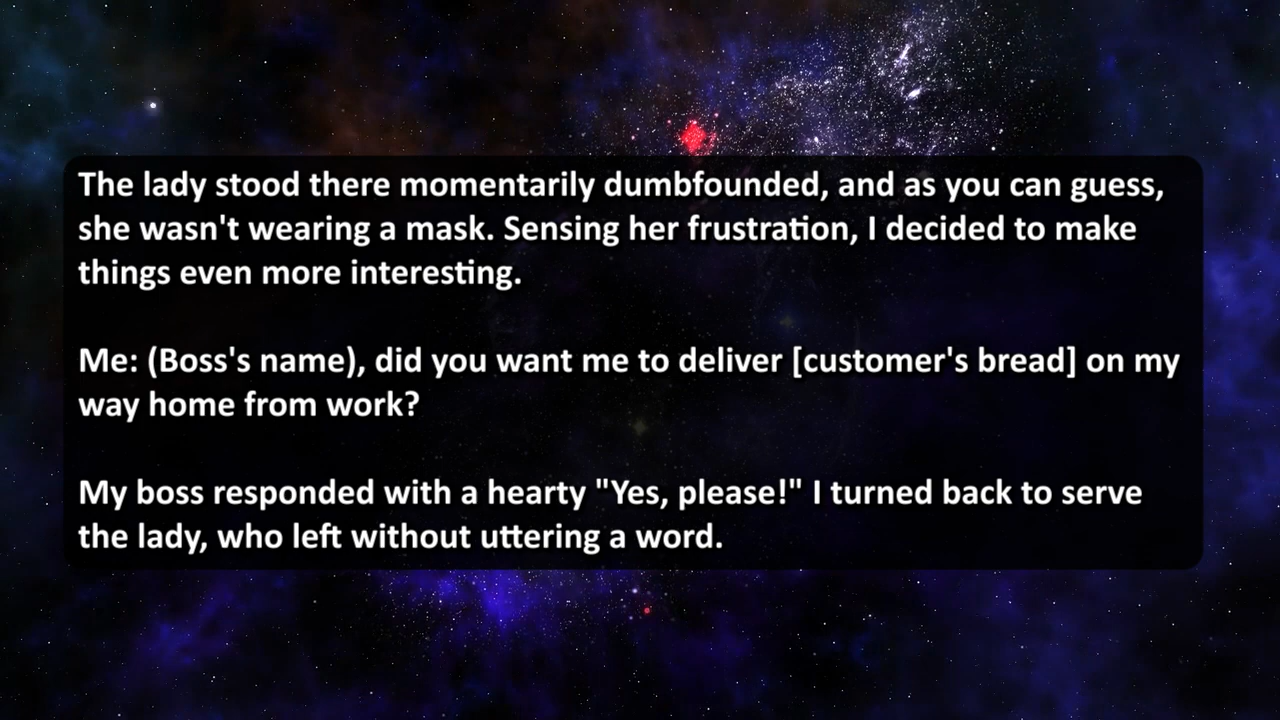 The lady stood there momentarily dumbfounded, and as you can guess,
she wasn't wearing a mask. Sensing her frustration, I decided to make
things even more interesting.
Me: (Boss's name), did you want me to deliver [customer's bread] on my
way home from work?
My boss responded with a hearty "Yes, please!" I turned back to serve
the lady, who left without uttering a word.